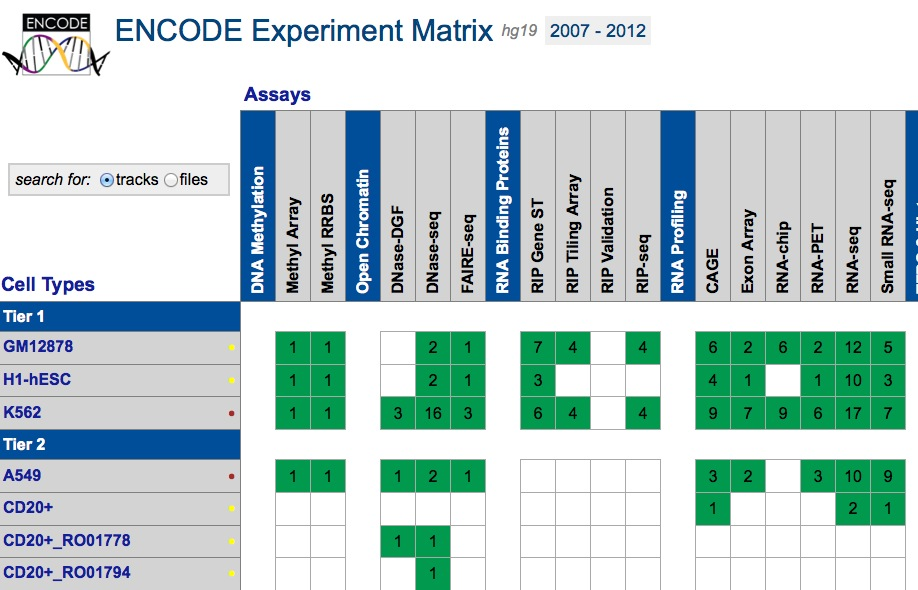 ENCODE
ENCODE Experiment Matrix hg19 2007 - 2012
Assays
search for: tracks files
DNA Methylation
Methyl Array
Methyl RRBS
Open Chromatin
DNase-DGF
DNase-seq
FAIRE-seq
RNA Binding Proteins
RIP Gene ST
RIP Tiling Array
RIP Validation
RIP-seq
RNA Profiling
CAGE
Exon Array
RNA-chip
RNA-PET
RNA-seq
Small RNA-seq
Cell Types
Tier 1
GM12878 1 1 2 1 7 4 4 6 2 6 2 12 5
H1-hESC 1 1 2 1 3 4 1 1 10 3
K562 1 1 3 16 3 6 4 4 9 7 9 6 17 7
Tier 2
A549 1 1 1 2 1 3 2 3 10 9
CD20+ 1 2 1
CD20+_RO01778 1 1
CD20+_RO01794 1